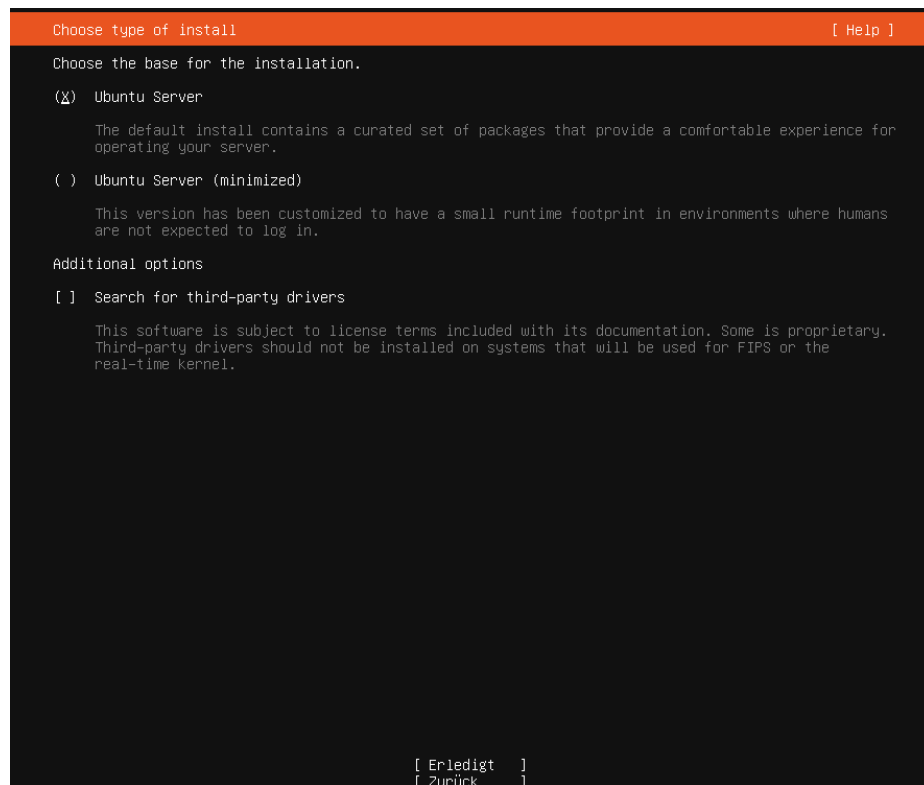 Choose type of install [ Help ]
Choose the base for the installation.
(X) Ubuntu Server
The default install contains a curated set of packages that provide a comfortable experience for
operating your server.
( ) Ubuntu Server (minimized)
This version has been customized to have a small runtime footprint in environments where humans
are not expected to log in.
Additional options
[ ] Search for third-party drivers
This software is subject to license terms included with its documentation. Some is proprietary.
Third-party drivers should not be installed on systems that will be used for FIPS or the
real-time kernel.
[ Erledigt ]
[ Zurück ]